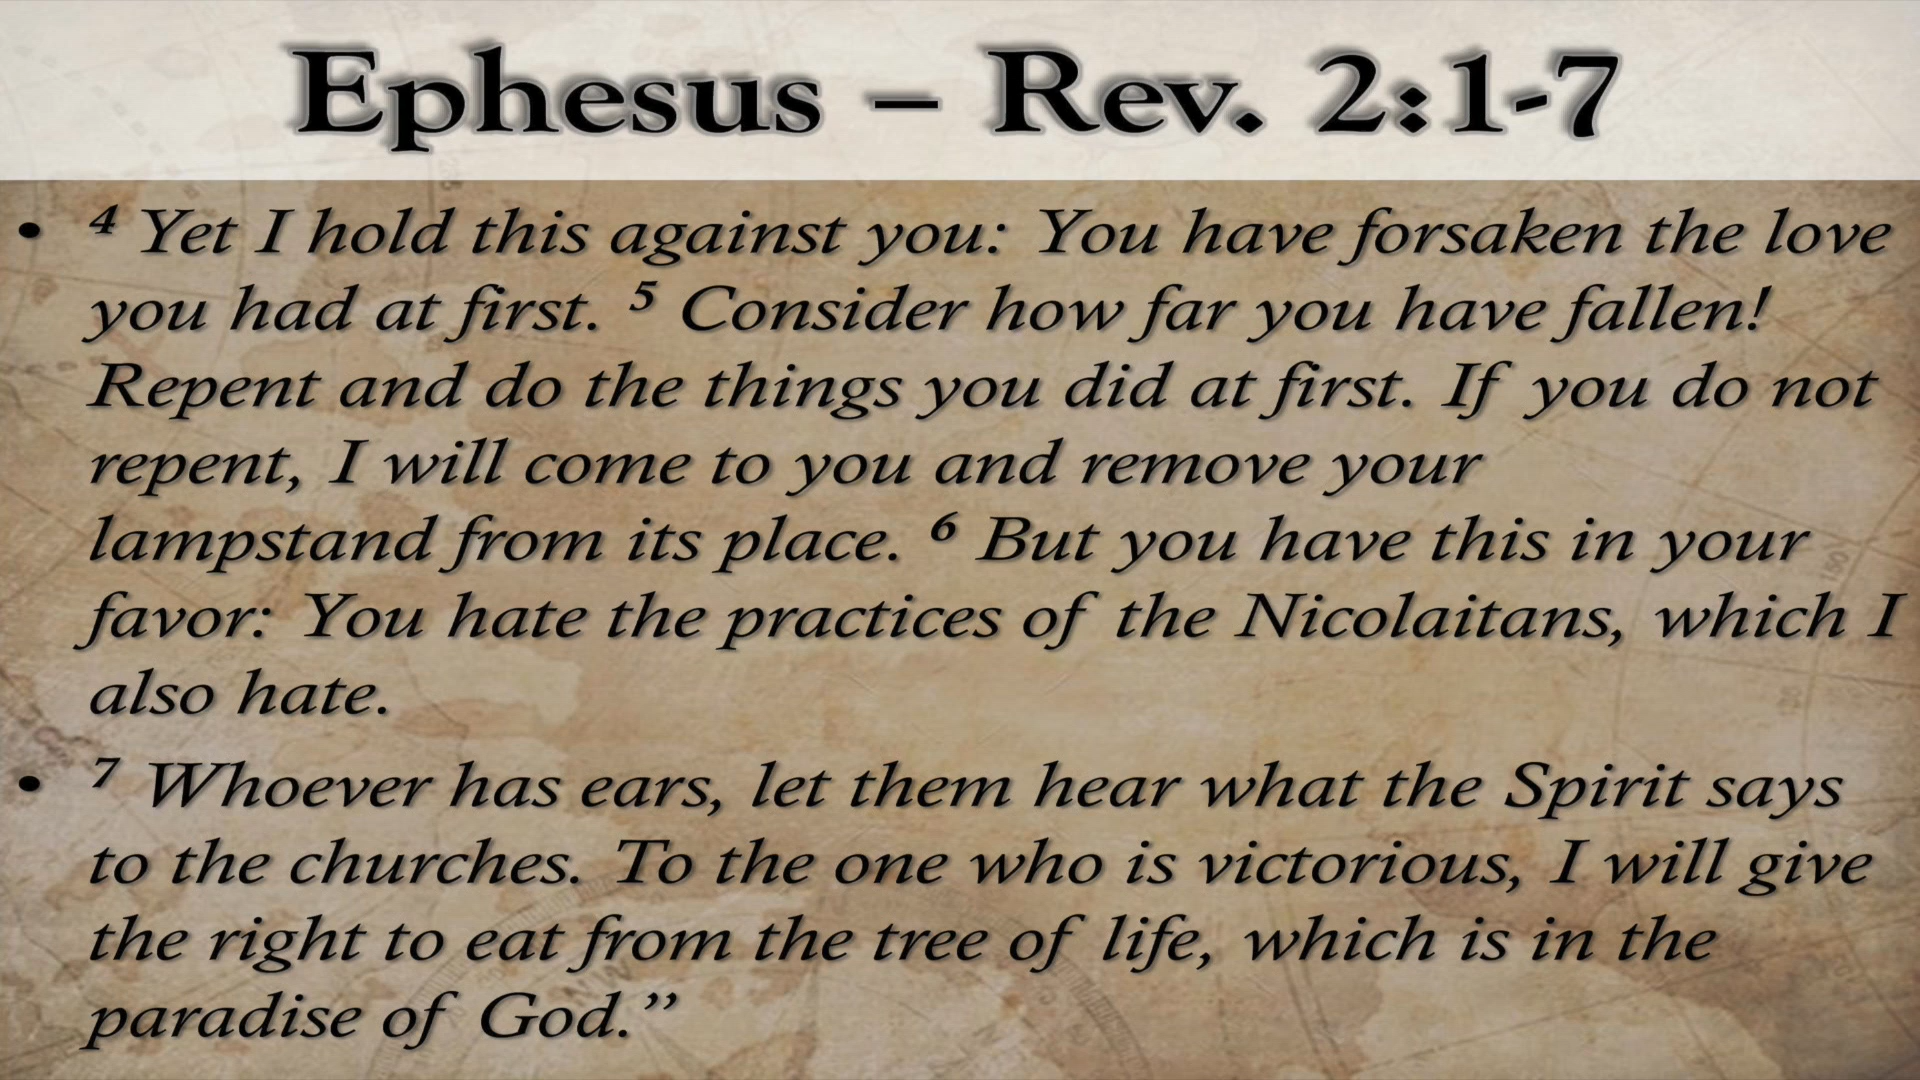 Ephesus – Rev. 2:1-7
• ⁴ Yet I hold this against you: You have forsaken the love
you had at first. ⁵ Consider how far you have fallen!
Repent and do the things you did at first. If you do not
repent, I will come to you and remove your
lampstand from its place. ⁶ But you have this in your
favor: You hate the practices of the Nicolaitans, which I
also hate.
• ⁷ Whoever has ears, let them hear what the Spirit says
to the churches. To the one who is victorious, I will give
the right to eat from the tree of life, which is in the
paradise of God.”